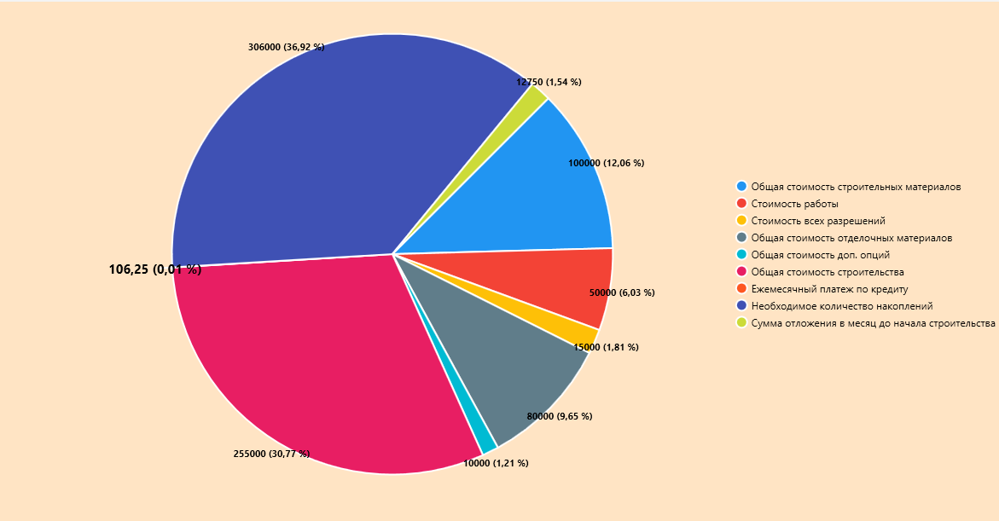 306000 (36,92 %)
12750 (1,54 %)
100000 (12,06 %)
106,25 (0,01 %)
50000 (6,03 %)
15000 (1,81 %)
80000 (9,65 %)
255000 (30,77 %)
10000 (1,21 %)
Общая стоимость строительных материалов
Стоимость работы
Стоимость всех разрешений
Общая стоимость отделочных материалов
Общая стоимость доп. опций
Общая стоимость строительства
Ежемесячный платеж по кредиту
Необходимое количество накоплений
Сумма отложения в месяц до начала строительства